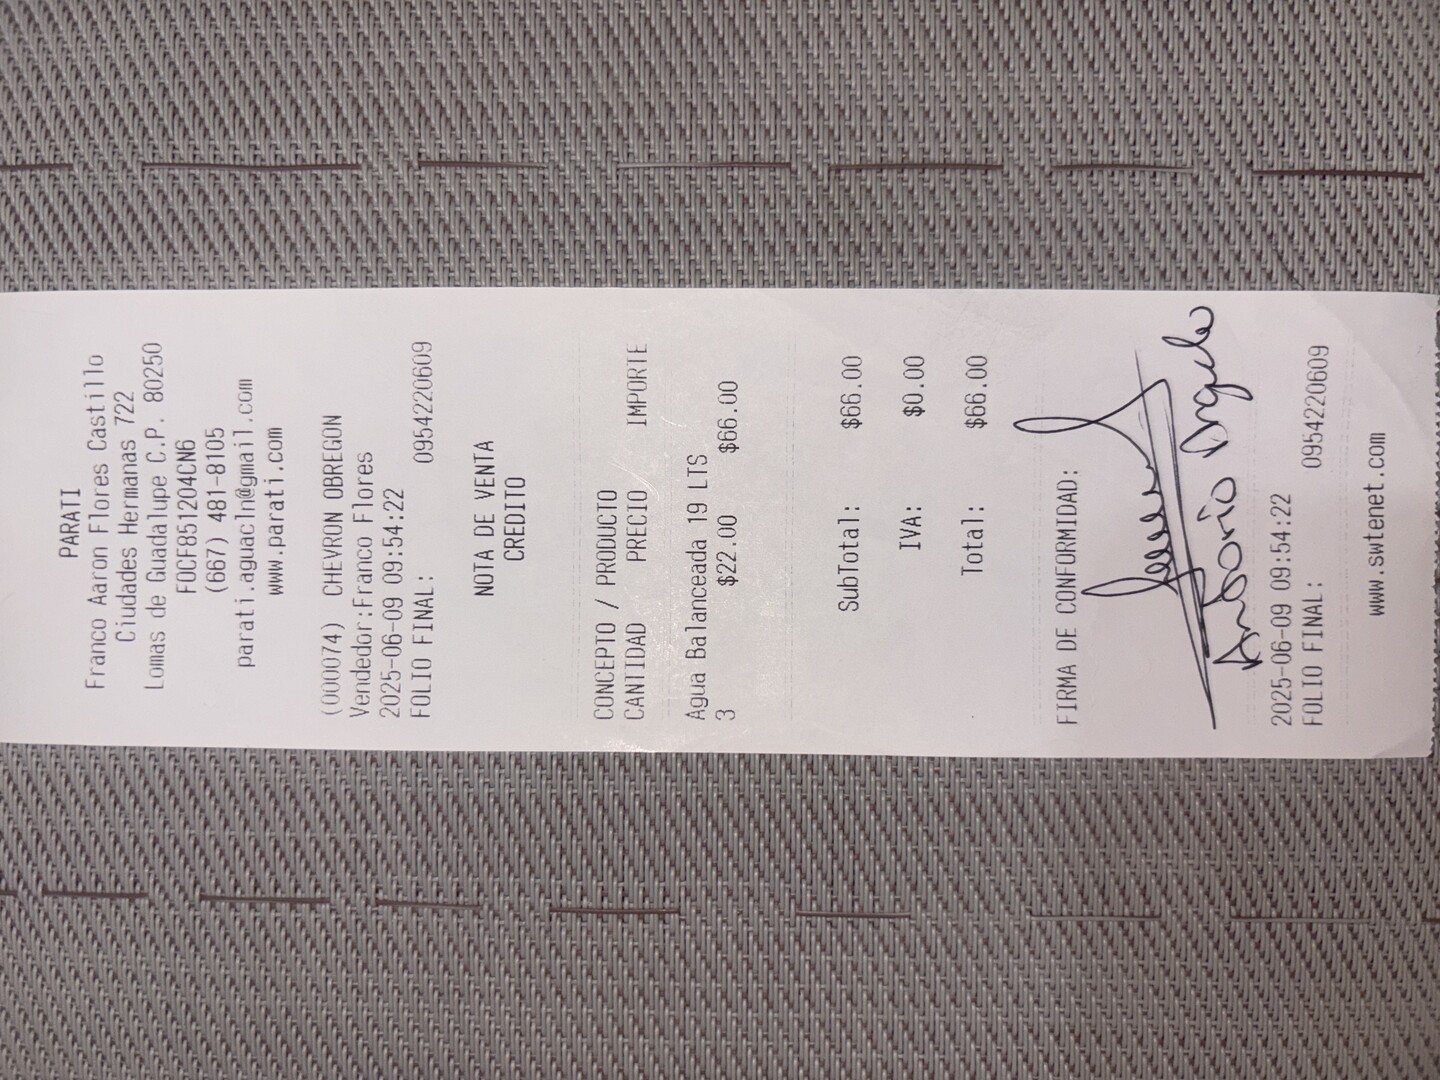 PARATI
Franco Aaron Flores Castillo
Ciudades Hermanas 722
Lomas de Guadalupe C.P. 80250
FOCF851204CN6
(667) 481-8105
parati.aguacln@gmail.com
www.parati.com
(000074) CHEVRON OBREGON
Vendedor:Franco Flores
2025-06-09 09:54:22
FOLIO FINAL: 0954220609
NOTA DE VENTA
CREDITO
CONCEPTO / PRODUCTO
CANTIDAD PRECIO IMPORTE
Agua Balanceada 19 LTS
3 $22.00 $66.00
SubTotal: $66.00
IVA: $0.00
Total: $66.00
FIRMA DE CONFORMIDAD:
2025-06-09 09:54:22
FOLIO FINAL: 0954220609
www.swtenet.com